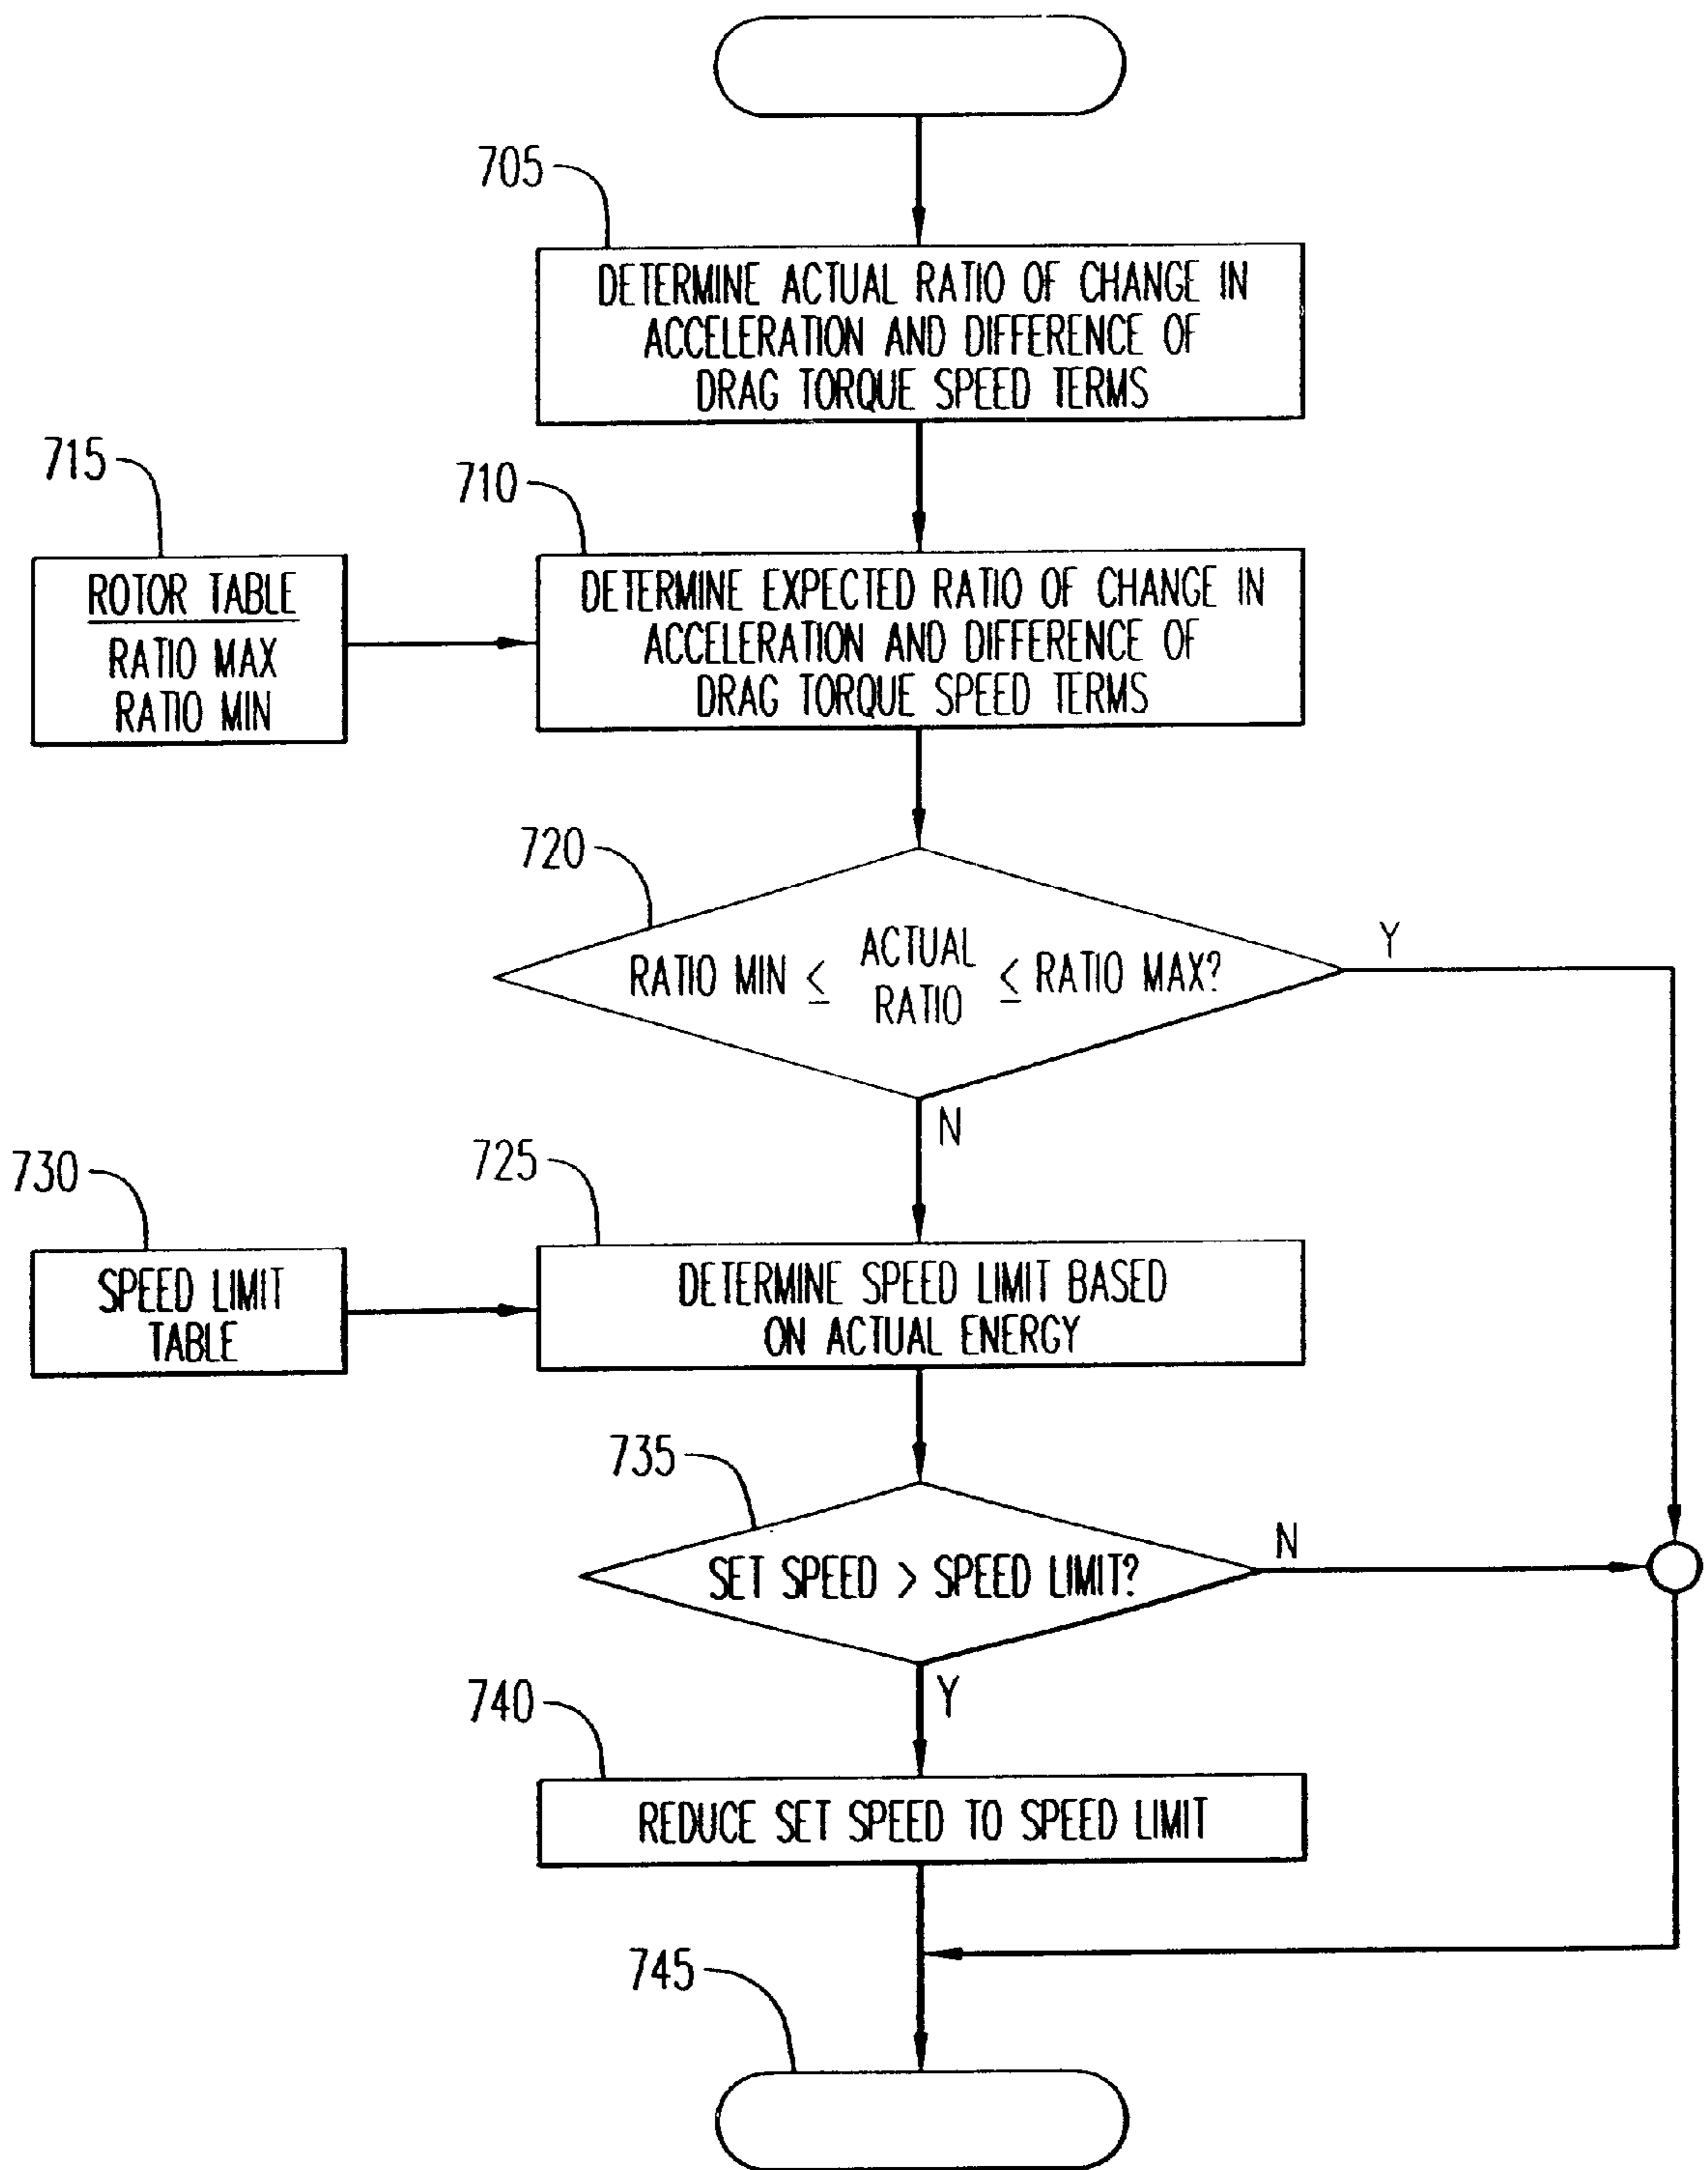 705
DETERMINE ACTUAL RATIO OF CHANGE IN
ACCELERATION AND DIFFERENCE OF
DRAG TORQUE SPEED TERMS
715
ROTOR TABLE
RATIO MAX
RATIO MIN
710
DETERMINE EXPECTED RATIO OF CHANGE IN
ACCELERATION AND DIFFERENCE OF
DRAG TORQUE SPEED TERMS
720
RATIO MIN ≤ ACTUAL RATIO ≤ RATIO MAX?
Y
N
730
SPEED LIMIT
TABLE
725
DETERMINE SPEED LIMIT BASED
ON ACTUAL ENERGY
735
SET SPEED > SPEED LIMIT?
N
Y
740
REDUCE SET SPEED TO SPEED LIMIT
745